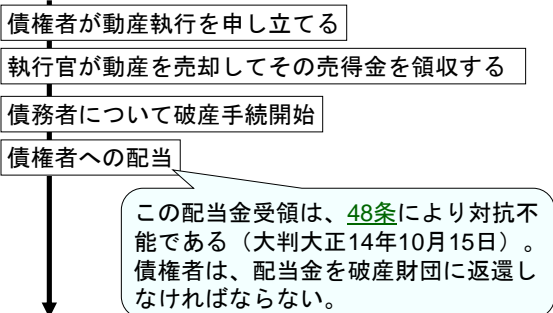 債権者が動産執行を申し立てる
執行官が動産を売却してその売得金を領収する
債務者について破産手続開始
債権者への配当
この配当金受領は、48条により対抗不
能である（大判大正14年10月15日）。
債権者は、配当金を破産財団に返還し
なければならない。